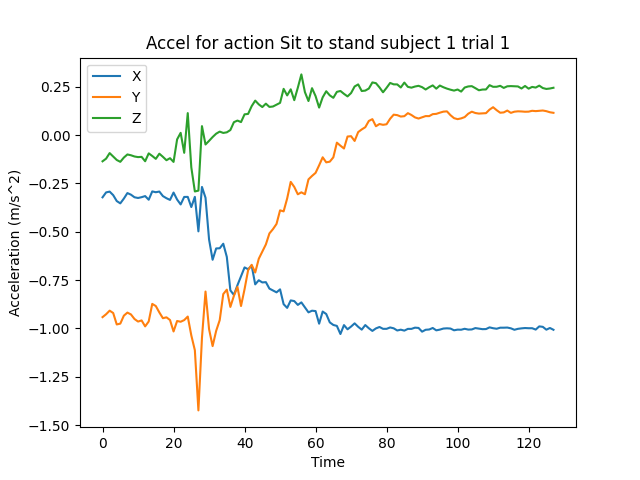 Accel for action Sit to stand subject 1 trial 1
X
Y
Z
Acceleration (m/s^2)
0.25
0.00
−0.25
−0.50
−0.75
−1.00
−1.25
−1.50
0 20 40 60 80 100 120
Time